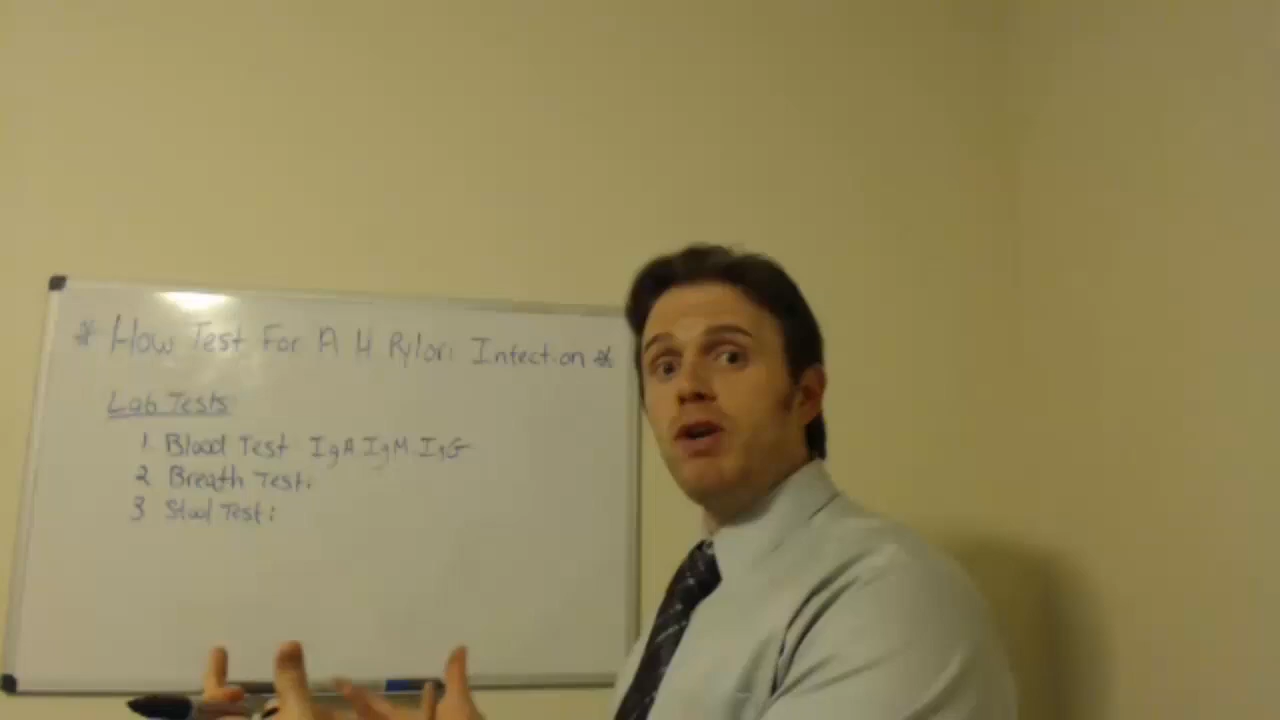 * How Test For A H Pylori Infection *
Lab Tests
1. Blood Test: IgA IgM. IgG
2 Breath Test:
3 Stool Test: